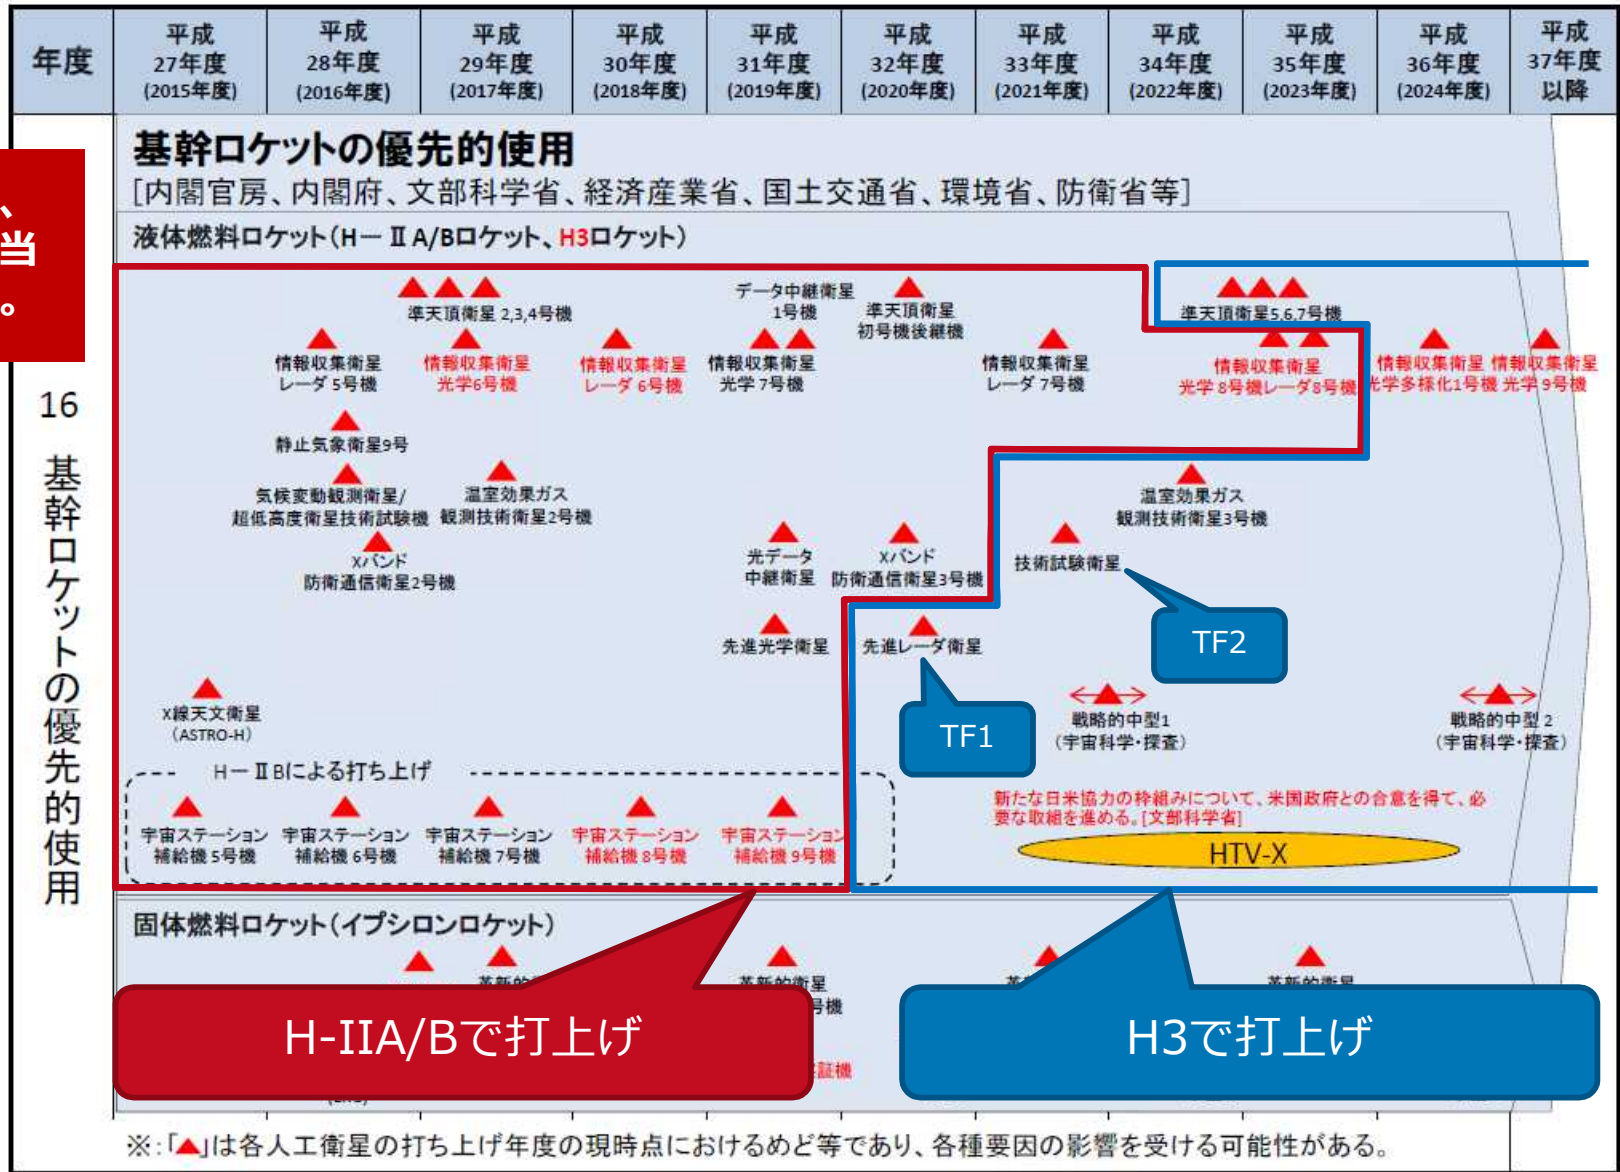 年度
平成
27年度
(2015年度)
平成
28年度
(2016年度)
平成
29年度
(2017年度)
平成
30年度
(2018年度)
平成
31年度
(2019年度)
平成
32年度
(2020年度)
平成
33年度
(2021年度)
平成
34年度
(2022年度)
平成
35年度
(2023年度)
平成
36年度
(2024年度)
平成
37年度
以降
、
当
。
16 基幹ロケットの優先的使用
基幹ロケットの優先的使用
[内閣官房、内閣府、文部科学省、経済産業省、国土交通省、環境省、防衛省等]
液体燃料ロケット(H-ⅡA/Bロケット、H3ロケット)
準天頂衛星 2,3,4号機
データ中継衛星
1号機
準天頂衛星
初号機後継機
準天頂衛星5,6,7号機
情報収集衛星
レーダ 5号機
情報収集衛星
光学6号機
情報収集衛星
レーダ 6号機
情報収集衛星
光学 7号機
情報収集衛星
レーダ 7号機
情報収集衛星
光学 8号機レーダ8号機
情報収集衛星
光学多様化1号機
情報収集衛星
光学 9号機
静止気象衛星9号
気候変動観測衛星/
超低高度衛星技術試験機
温室効果ガス
観測技術衛星2号機
温室効果ガス
観測技術衛星3号機
Xバンド
防衛通信衛星2号機
光データ
中継衛星
Xバンド
防衛通信衛星3号機
技術試験衛星
TF2
先進光学衛星
先進レーダ衛星
TF1
X線天文衛星
(ASTRO-H)
戦略的中型1
(宇宙科学・探査)
戦略的中型 2
(宇宙科学・探査)
H-ⅡBによる打ち上げ
宇宙ステーション
補給機 5号機
宇宙ステーション
補給機 6号機
宇宙ステーション
補給機 7号機
宇宙ステーション
補給機 8号機
宇宙ステーション
補給機 9号機
新たな日米協力の枠組みについて、米国政府との合意を得て、必
要な取組を進める。[文部科学省]
HTV-X
固体燃料ロケット(イプシロンロケット)
革新的衛星
号機
革新的衛星
証機
H-IIA/Bで打上げ
H3で打上げ
※:「▲」は各人工衛星の打ち上げ年度の現時点におけるめど等であり、各種要因の影響を受ける可能性がある。